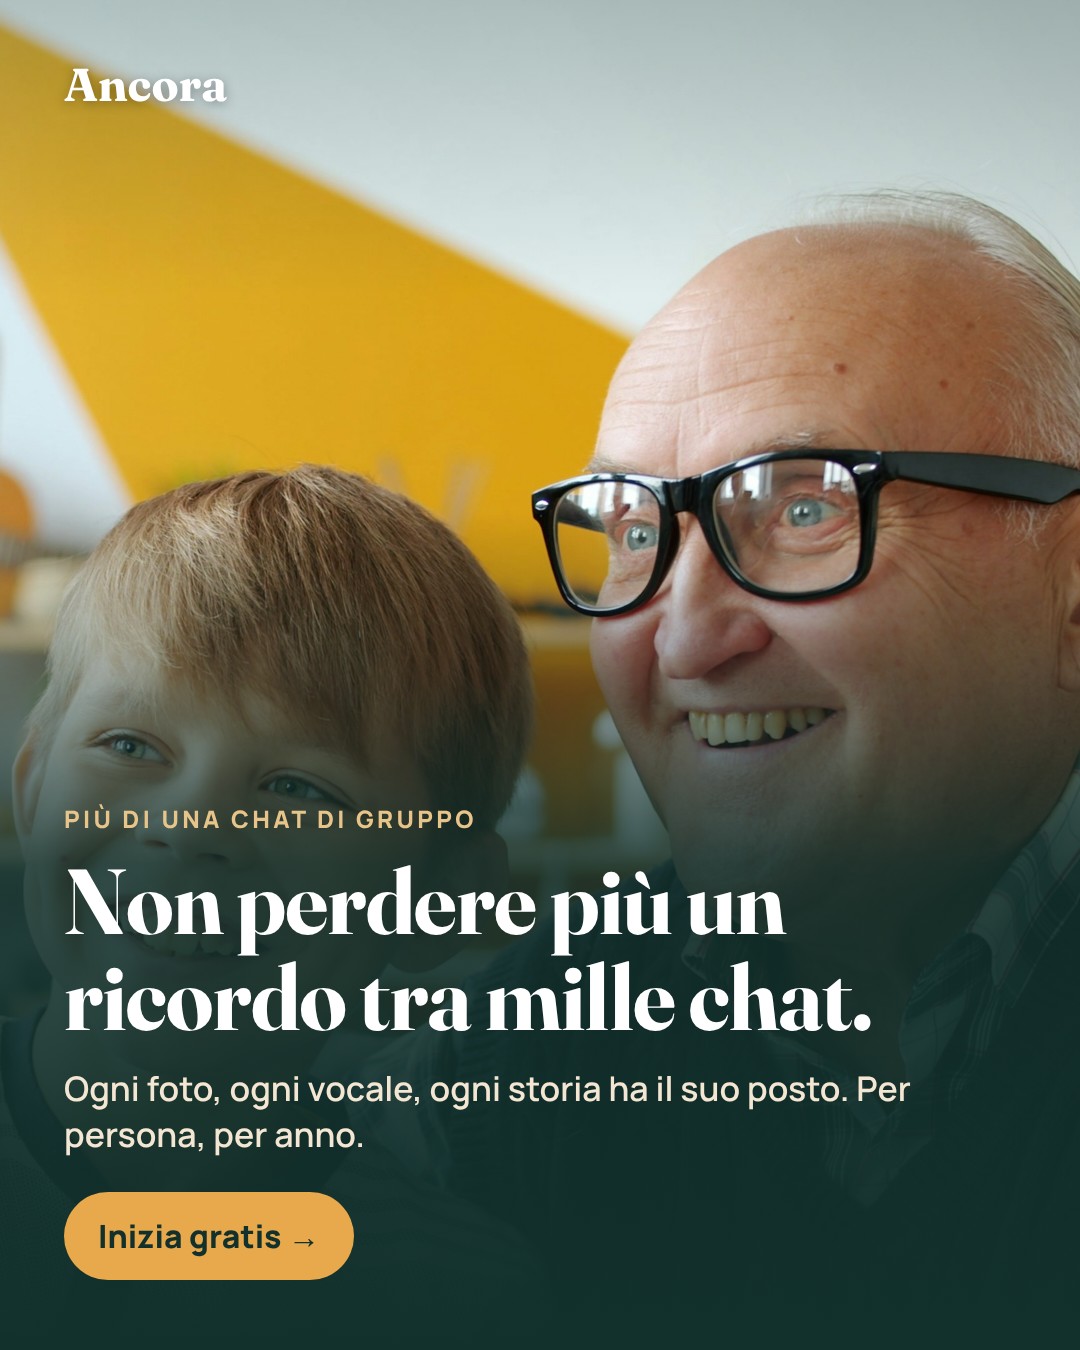 Ancora
PIÙ DI UNA CHAT DI GRUPPO
Non perdere più un
ricordo tra mille chat.
Ogni foto, ogni vocale, ogni storia ha il suo posto. Per
persona, per anno.
Inizia gratis →